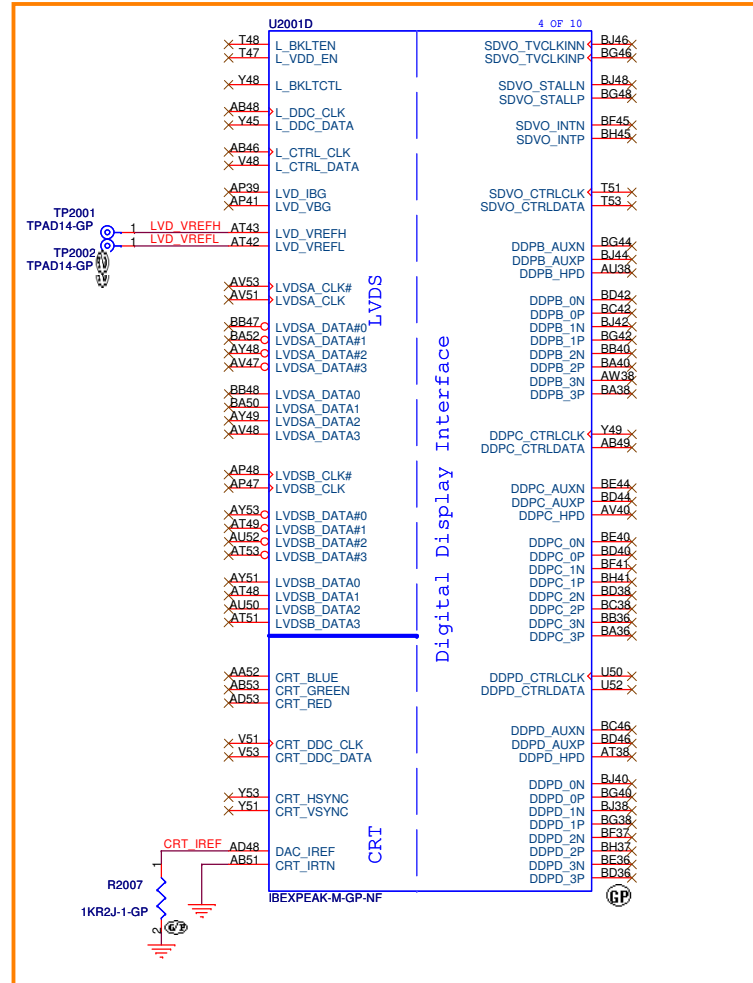 U2001D
4 OF 10
T48 L_BKLTEN
T47 L_VDD_EN
Y48 L_BKLTCTL
AB48 L_DDC_CLK
Y45 L_DDC_DATA
AB46 L_CTRL_CLK
V48 L_CTRL_DATA
AP39 LVD_IBG
AP41 LVD_VBG
TP2001
TPAD14-GP
1 LVD_VREFH AT43 LVD_VREFH
1 LVD_VREFL AT42 LVD_VREFL
TP2002
TPAD14-GP
AV53 LVDSA_CLK#
AV51 LVDSA_CLK
BB47 LVDSA_DATA#0
BA52 LVDSA_DATA#1
AY48 LVDSA_DATA#2
AV47 LVDSA_DATA#3
BB48 LVDSA_DATA0
BA50 LVDSA_DATA1
AY49 LVDSA_DATA2
AV48 LVDSA_DATA3
AP48 LVDSB_CLK#
AP47 LVDSB_CLK
AY53 LVDSB_DATA#0
AT49 LVDSB_DATA#1
AU52 LVDSB_DATA#2
AT53 LVDSB_DATA#3
AY51 LVDSB_DATA0
AT48 LVDSB_DATA1
AU50 LVDSB_DATA2
AT51 LVDSB_DATA3
AA52 CRT_BLUE
AB53 CRT_GREEN
AD53 CRT_RED
V51 CRT_DDC_CLK
V53 CRT_DDC_DATA
Y53 CRT_HSYNC
Y51 CRT_VSYNC
CRT_IREF AD48 DAC_IREF
AB51 CRT_IRTN
1
R2007
1KR2J-1-GP
2
LVDS
CRT
Digital Display Interface
SDVO_TVCLKINN BJ46
SDVO_TVCLKINP BG46
SDVO_STALLN BJ48
SDVO_STALLP BG48
SDVO_INTN BF45
SDVO_INTP BH45
SDVO_CTRLCLK T51
SDVO_CTRLDATA T53
DDPB_AUXN BG44
DDPB_AUXP BJ44
DDPB_HPD AU38
DDPB_0N BD42
DDPB_0P BC42
DDPB_1N BJ42
DDPB_1P BG42
DDPB_2N BB40
DDPB_2P BA40
DDPB_3N AW38
DDPB_3P BA38
DDPC_CTRLCLK Y49
DDPC_CTRLDATA AB49
DDPC_AUXN BE44
DDPC_AUXP BD44
DDPC_HPD AV40
DDPC_0N BE40
DDPC_0P BD40
DDPC_1N BF41
DDPC_1P BH41
DDPC_2N BD38
DDPC_2P BC38
DDPC_3N BB36
DDPC_3P BA36
DDPD_CTRLCLK U50
DDPD_CTRLDATA U52
DDPD_AUXN BC46
DDPD_AUXP BD46
DDPD_HPD AT38
DDPD_0N BJ40
DDPD_0P BG40
DDPD_1N BJ38
DDPD_1P BG38
DDPD_2N BF37
DDPD_2P BH37
DDPD_3N BE36
DDPD_3P BD36
IBEXPEAK-M-GP-NF
GP